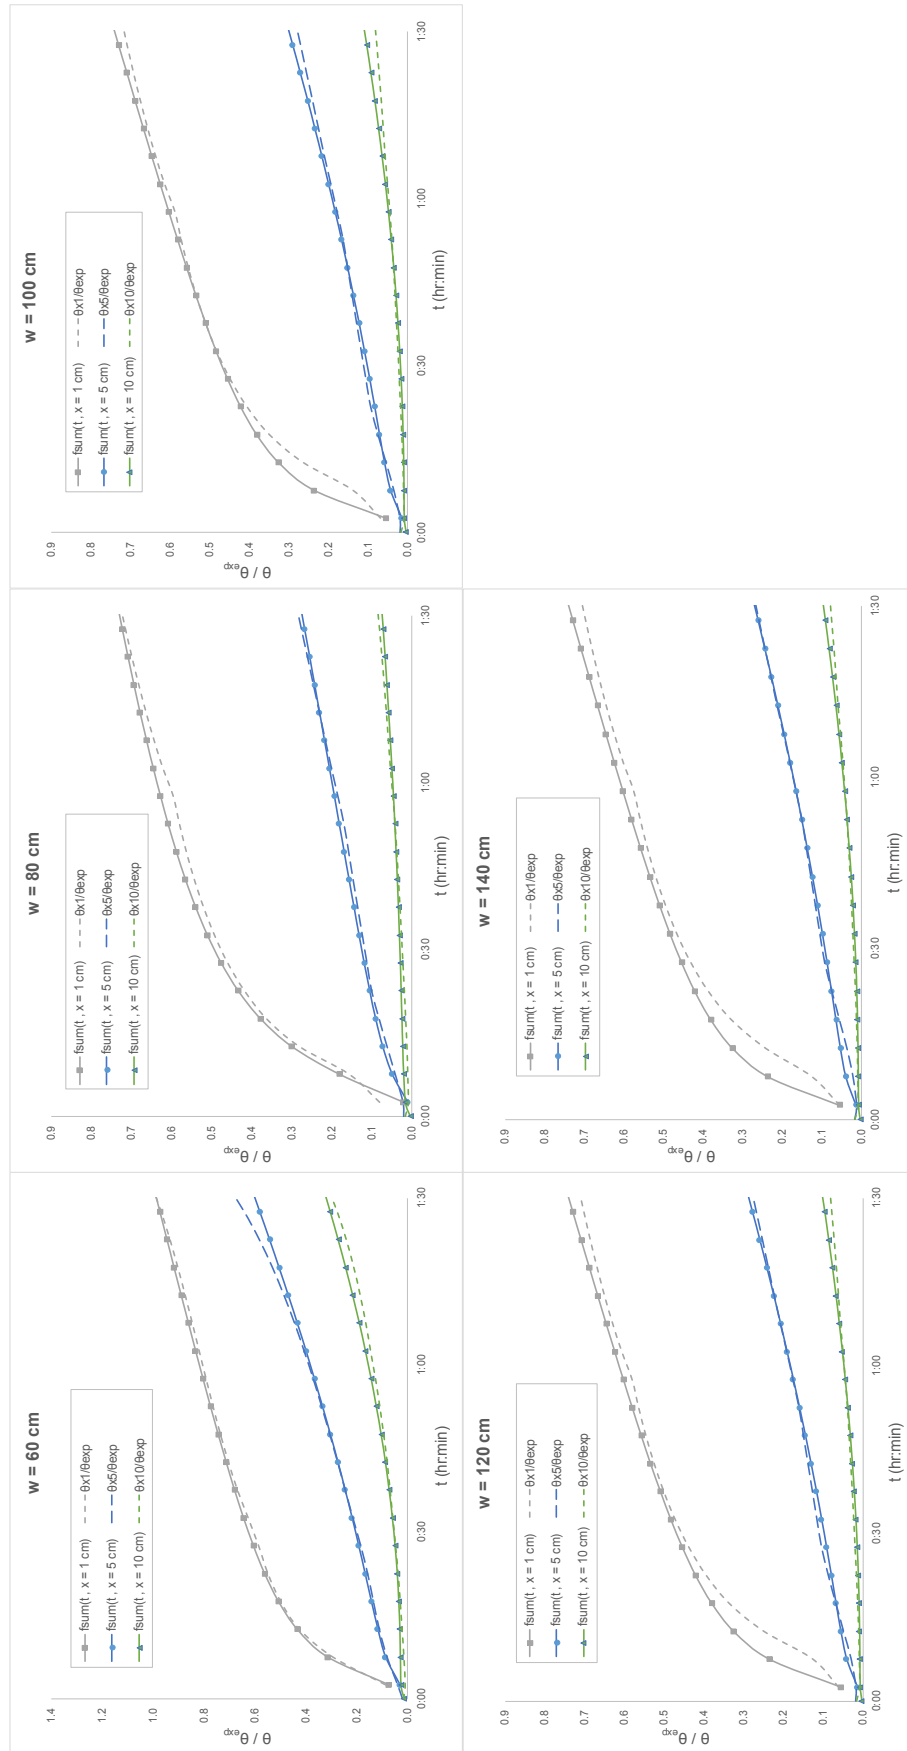 w = 60 cm
fsum(t , x = 1 cm) θx1/θexp
fsum(t , x = 5 cm) θx5/θexp
fsum(t , x = 10 cm) θx10/θexp
θ / θexp
1.4
1.2
1.0
0.8
0.6
0.4
0.2
0.0
0:00 0:30 1:00 1:30
t (hr:min)
w = 80 cm
fsum(t , x = 1 cm) θx1/θexp
fsum(t , x = 5 cm) θx5/θexp
fsum(t , x = 10 cm) θx10/θexp
θ / θexp
0.9
0.8
0.7
0.6
0.5
0.4
0.3
0.2
0.1
0.0
0:00 0:30 1:00 1:30
t (hr:min)
w = 100 cm
fsum(t , x = 1 cm) θx1/θexp
fsum(t , x = 5 cm) θx5/θexp
fsum(t , x = 10 cm) θx10/θexp
θ / θexp
0.9
0.8
0.7
0.6
0.5
0.4
0.3
0.2
0.1
0.0
0:00 0:30 1:00 1:30
t (hr:min)
w = 120 cm
fsum(t , x = 1 cm) θx1/θexp
fsum(t , x = 5 cm) θx5/θexp
fsum(t , x = 10 cm) θx10/θexp
θ / θexp
0.9
0.8
0.7
0.6
0.5
0.4
0.3
0.2
0.1
0.0
0:00 0:30 1:00 1:30
t (hr:min)
w = 140 cm
fsum(t , x = 1 cm) θx1/θexp
fsum(t , x = 5 cm) θx5/θexp
fsum(t , x = 10 cm) θx10/θexp
θ / θexp
0.9
0.8
0.7
0.6
0.5
0.4
0.3
0.2
0.1
0.0
0:00 0:30 1:00 1:30
t (hr:min)